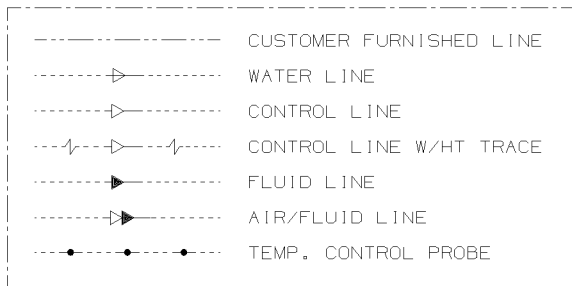 CUSTOMER FURNISHED LINE
WATER LINE
CONTROL LINE
CONTROL LINE W/HT TRACE
FLUID LINE
AIR/FLUID LINE
TEMP. CONTROL PROBE